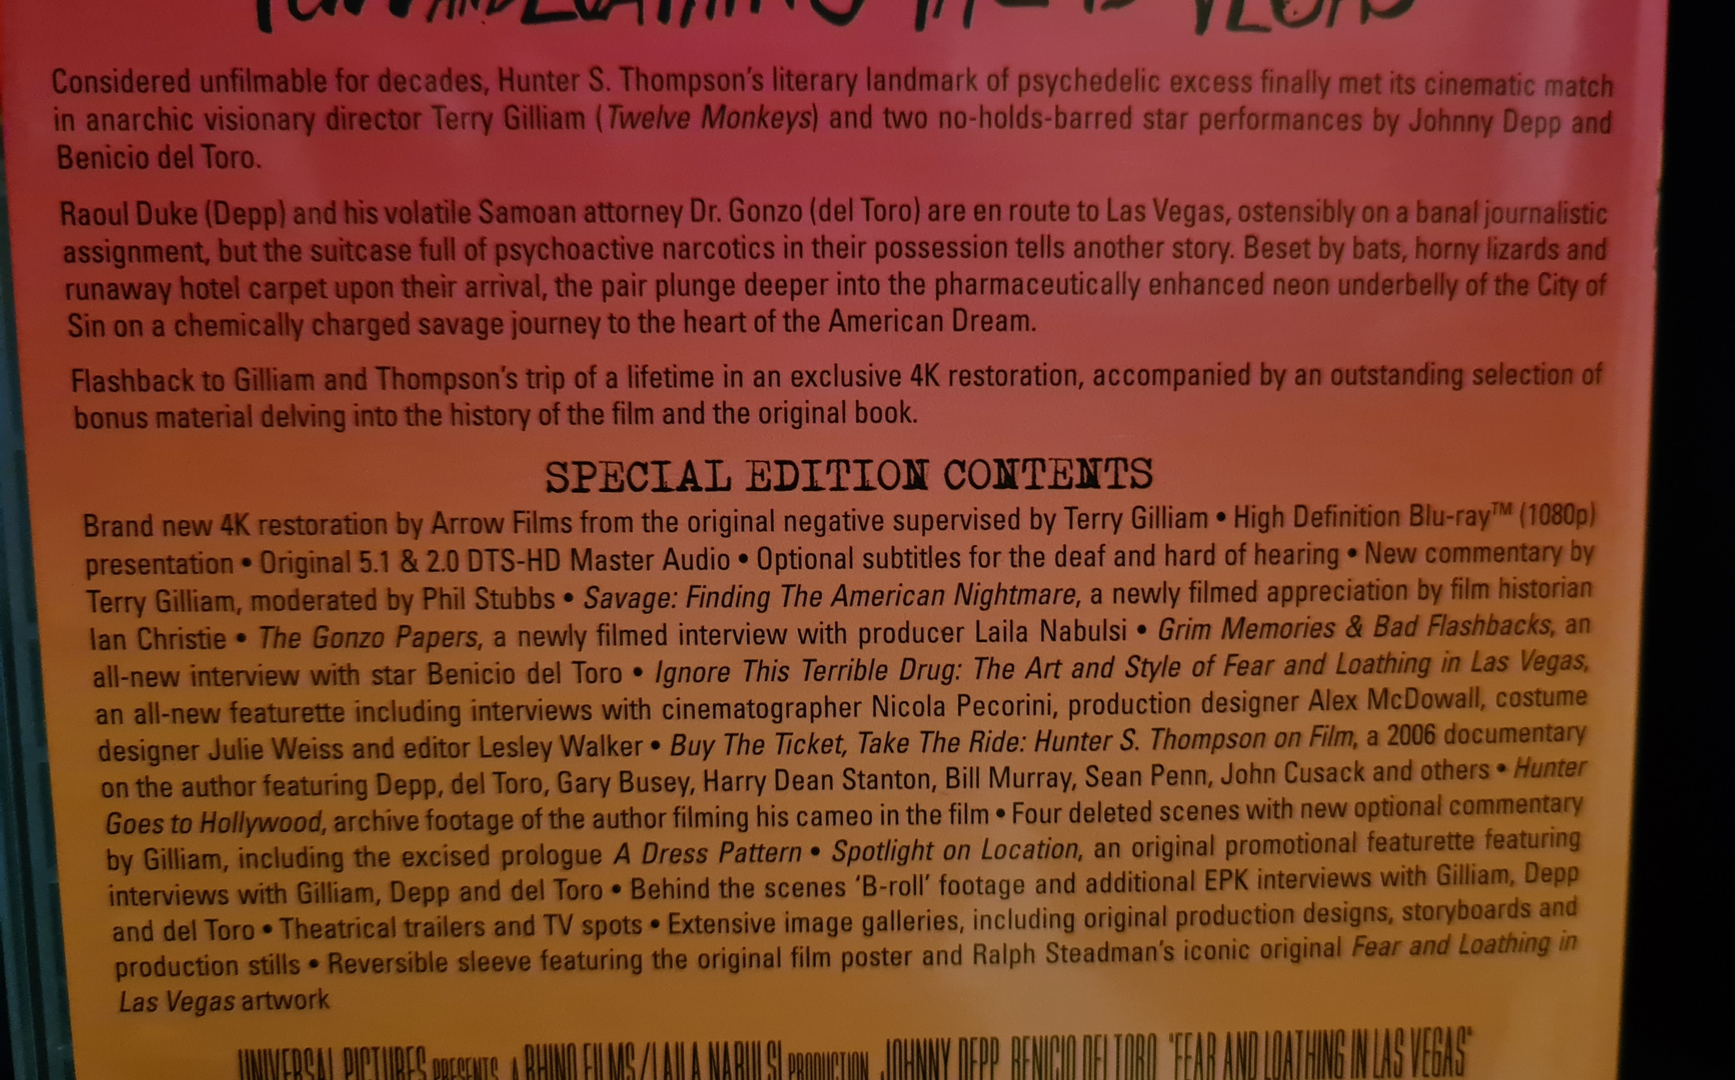 FEAR AND LOATHING IN LAS VEGAS
Considered unfilmable for decades, Hunter S. Thompson's literary landmark of psychedelic excess finally met its cinematic match
in anarchic visionary director Terry Gilliam (Twelve Monkeys) and two no-holds-barred star performances by Johnny Depp and
Benicio del Toro.
Raoul Duke (Depp) and his volatile Samoan attorney Dr. Gonzo (del Toro) are en route to Las Vegas, ostensibly on a banal journalistic
assignment, but the suitcase full of psychoactive narcotics in their possession tells another story. Beset by bats, horny lizards and
runaway hotel carpet upon their arrival, the pair plunge deeper into the pharmaceutically enhanced neon underbelly of the City of
Sin on a chemically charged savage journey to the heart of the American Dream.
Flashback to Gilliam and Thompson's trip of a lifetime in an exclusive 4K restoration, accompanied by an outstanding selection of
bonus material delving into the history of the film and the original book.
SPECIAL EDITION CONTENTS
Brand new 4K restoration by Arrow Films from the original negative supervised by Terry Gilliam • High Definition Blu-ray™ (1080p)
presentation • Original 5.1 & 2.0 DTS-HD Master Audio • Optional subtitles for the deaf and hard of hearing • New commentary by
Terry Gilliam, moderated by Phil Stubbs • Savage: Finding The American Nightmare, a newly filmed appreciation by film historian
Ian Christie • The Gonzo Papers, a newly filmed interview with producer Laila Nabulsi • Grim Memories & Bad Flashbacks, an
all-new interview with star Benicio del Toro • Ignore This Terrible Drug: The Art and Style of Fear and Loathing in Las Vegas,
an all-new featurette including interviews with cinematographer Nicola Pecorini, production designer Alex McDowall, costume
designer Julie Weiss and editor Lesley Walker • Buy The Ticket, Take The Ride: Hunter S. Thompson on Film, a 2006 documentary
on the author featuring Depp, del Toro, Gary Busey, Harry Dean Stanton, Bill Murray, Sean Penn, John Cusack and others • Hunter
Goes to Hollywood, archive footage of the author filming his cameo in the film • Four deleted scenes with new optional commentary
by Gilliam, including the excised prologue A Dress Pattern • Spotlight on Location, an original promotional featurette featuring
interviews with Gilliam, Depp and del Toro • Behind the scenes 'B-roll' footage and additional EPK interviews with Gilliam, Depp
and del Toro • Theatrical trailers and TV spots • Extensive image galleries, including original production designs, storyboards and
production stills • Reversible sleeve featuring the original film poster and Ralph Steadman's iconic original Fear and Loathing in
Las Vegas artwork
UNIVERSAL PICTURES PRESENTS A RHINO FILMS/LAILA NABULSI PRODUCTION JOHNNY DEPP BENICIO DEL TORO "FEAR AND LOATHING IN LAS VEGAS"